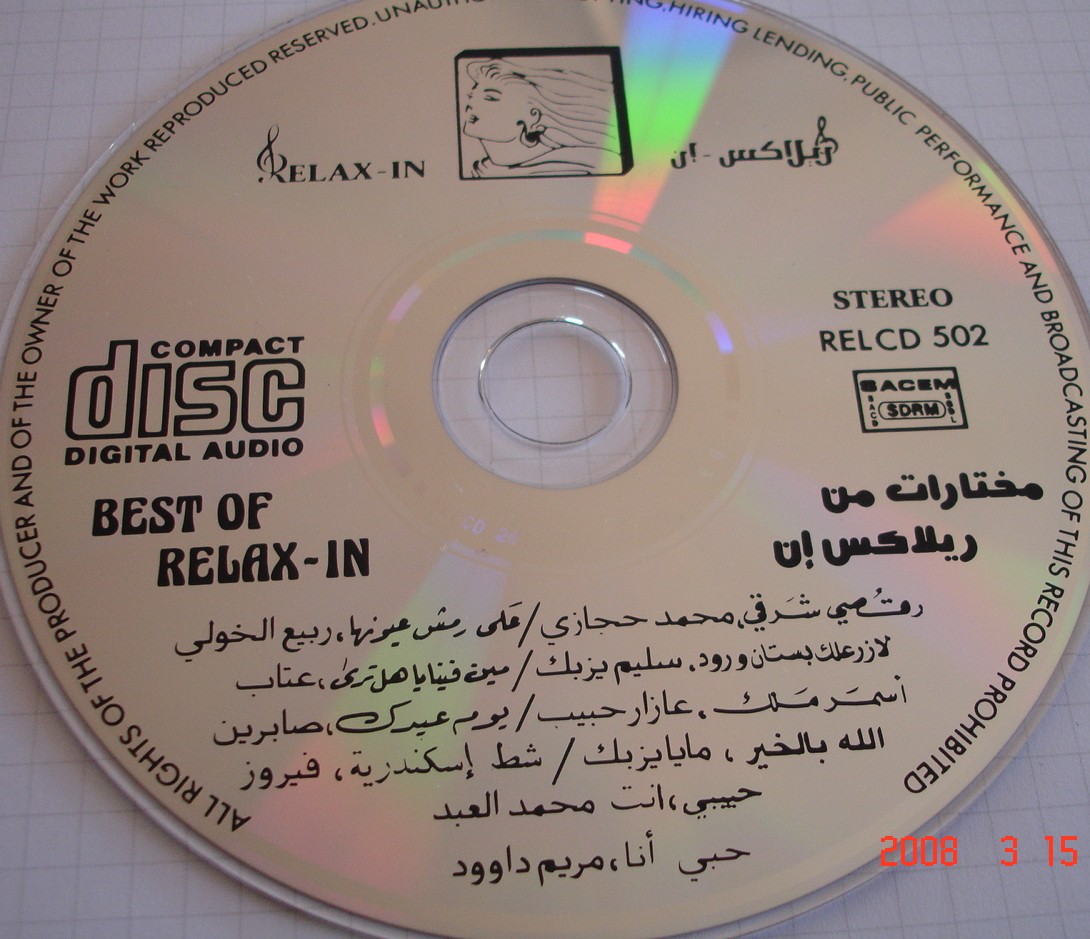 ALL RIGHTS OF THE PRODUCER AND OF THE OWNER OF THE WORK REPRODUCED RESERVED. HIRING LENDING, PUBLIC PERFORMANCE AND BROADCASTING OF THIS RECORD PROHIBITED
RELAX-IN
ريلاكس - إن
STEREO
RELCD 502
SACEM
SDRM
COMPACT
disc
DIGITAL AUDIO
BEST OF
RELAX-IN
مختارات من
ريلاكس إن
رقصي شرقي، محمد حجازي / على رمش عيونها، ربيع الخولي
لازرعلك بستان ورود، سليم يزبك / مين فينا يا هل ترى، عتاب
أسمر ملك، عازار حبيب / يوم عيدك، صابرين
الله بالخير، مايا يزبك / شط إسكندرية، فيروز
حبيبي، انت محمد العبد
حبي أنا، مريم داوود
2008 3 15